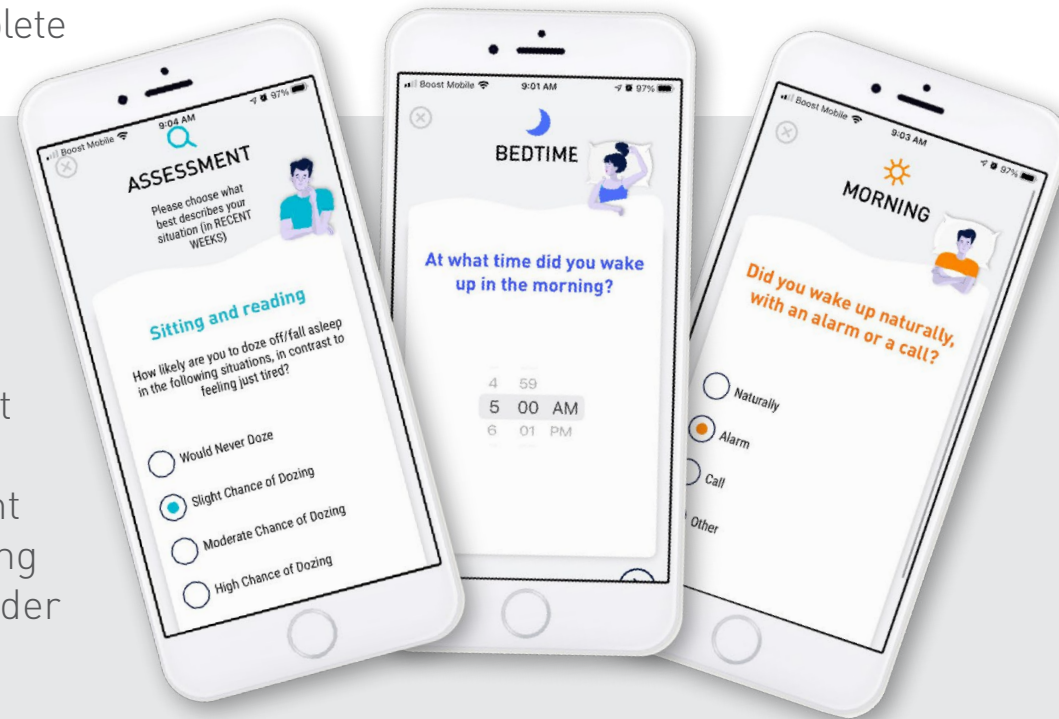 plete
t
nt
ng
der
Boost Mobile 9:04 AM 97%
ASSESSMENT
Please choose what
best describes your
situation (in RECENT
WEEKS)
Sitting and reading
How likely are you to doze off/fall asleep
in the following situations, in contrast to
feeling just tired?
Would Never Doze
Slight Chance of Dozing
Moderate Chance of Dozing
High Chance of Dozing
Boost Mobile 9:01 AM 97%
BEDTIME
At what time did you wake
up in the morning?
4 59
5 00 AM
6 01 PM
Boost Mobile 9:03 AM 97%
MORNING
Did you wake up naturally,
with an alarm or a call?
Naturally
Alarm
Call
Other